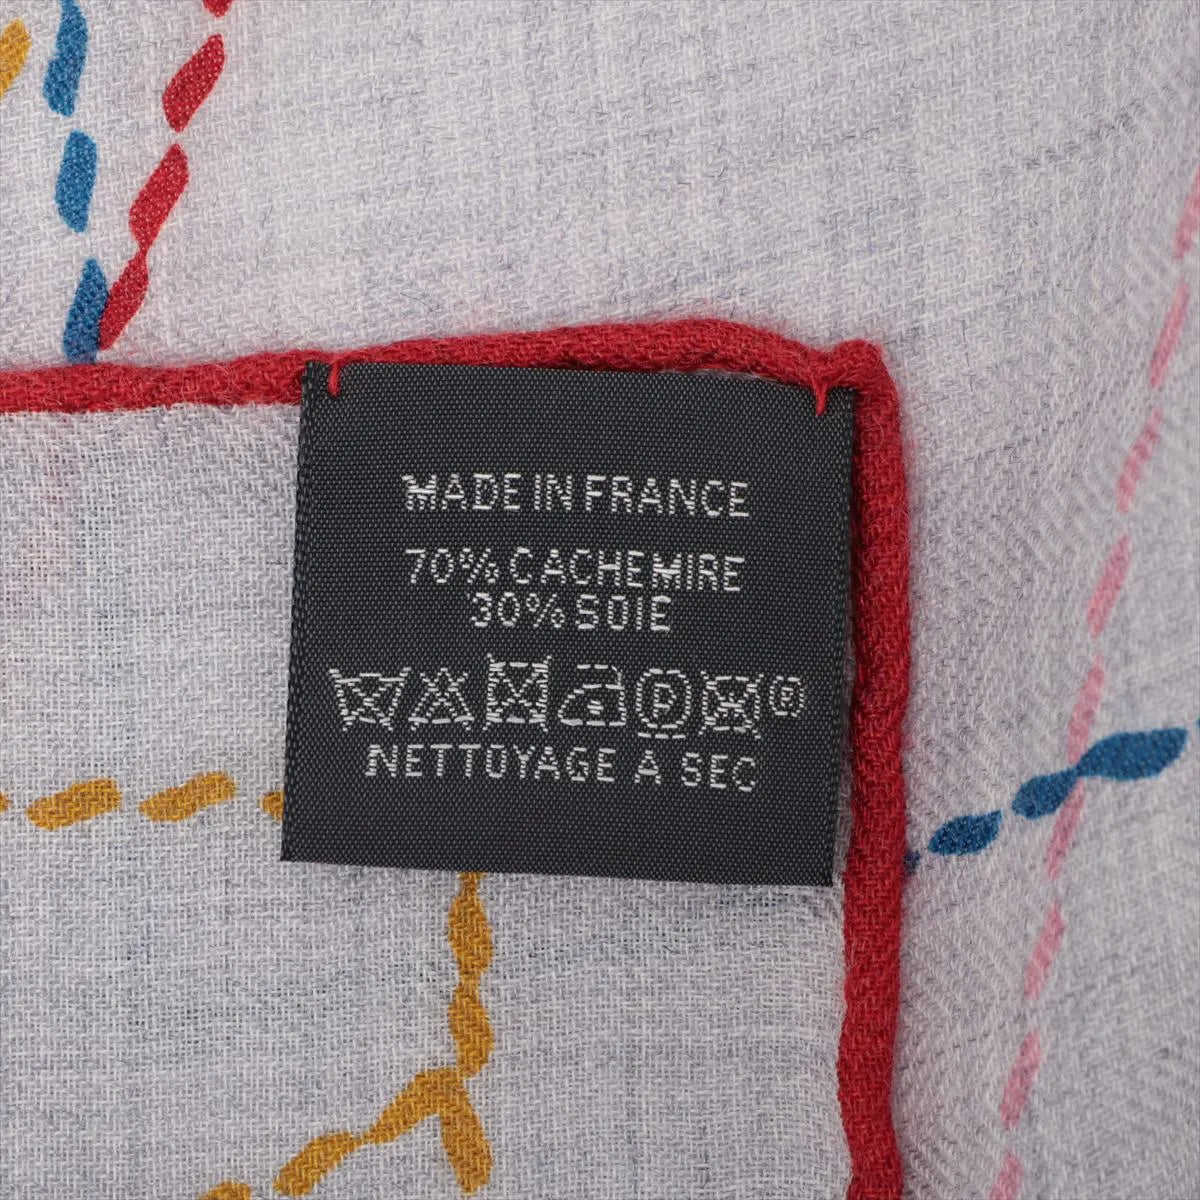 MADE IN FRANCE
70% CACHEMIRE
30% SOIE
P F
NETTOYAGE A SEC